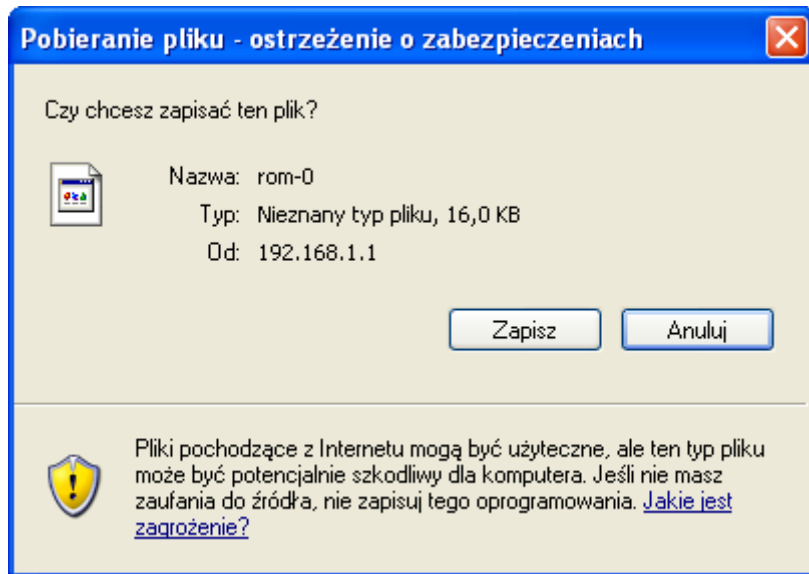 Pobieranie pliku - ostrzeżenie o zabezpieczeniach
Czy chcesz zapisać ten plik?
Nazwa: rom-0
Typ: Nieznany typ pliku, 16,0 KB
Od: 192.168.1.1
Zapisz Anuluj
Pliki pochodzące z Internetu mogą być użyteczne, ale ten typ pliku
może być potencjalnie szkodliwy dla komputera. Jeśli nie masz
zaufania do źródła, nie zapisuj tego oprogramowania. Jakie jest
zagrożenie?